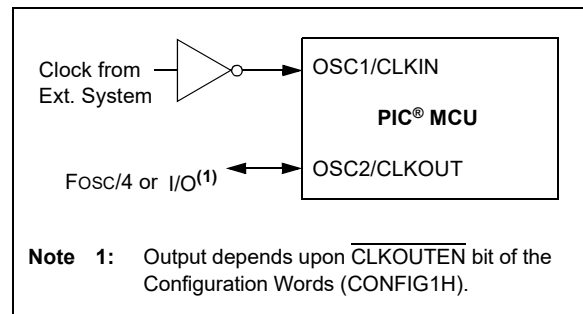 Clock from
Ext. System
OSC1/CLKIN
PIC® MCU
FOSC/4 or I/O(1)
OSC2/CLKOUT
Note 1: Output depends upon CLKOUTEN bit of the
Configuration Words (CONFIG1H).